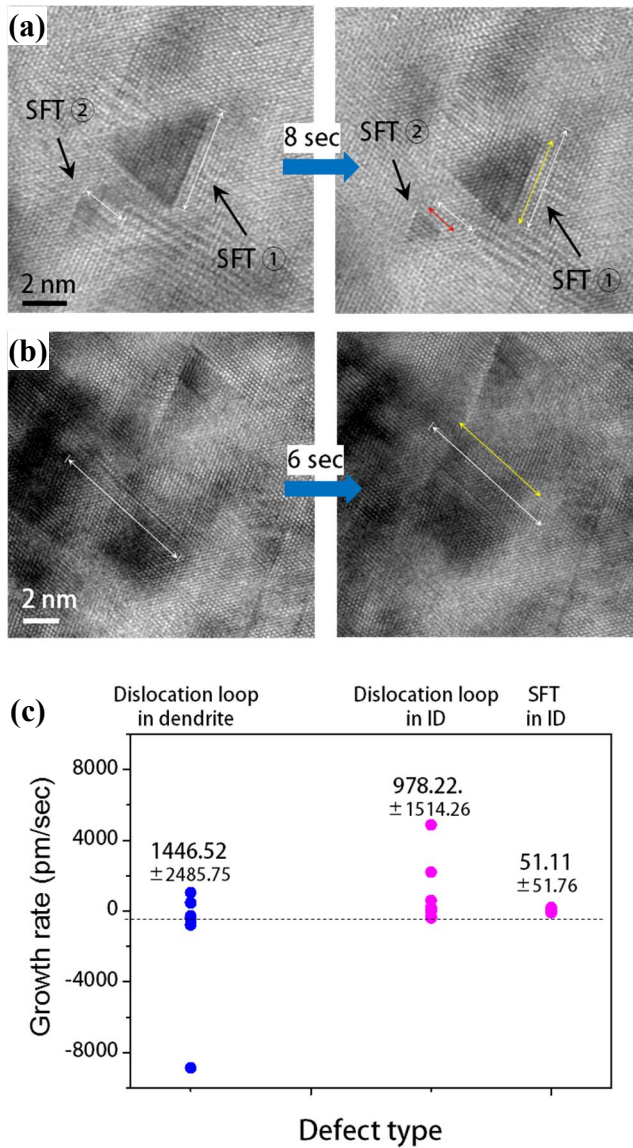 (a)
SFT ②
SFT ①
2 nm
8 sec
SFT ②
SFT ①
(b)
2 nm
6 sec
(c)
Dislocation loop
in dendrite
Dislocation loop
in ID
SFT
in ID
8000
4000
0
-4000
-8000
Growth rate (pm/sec)
1446.52
±2485.75
978.22.
±1514.26
51.11
±51.76
Defect type